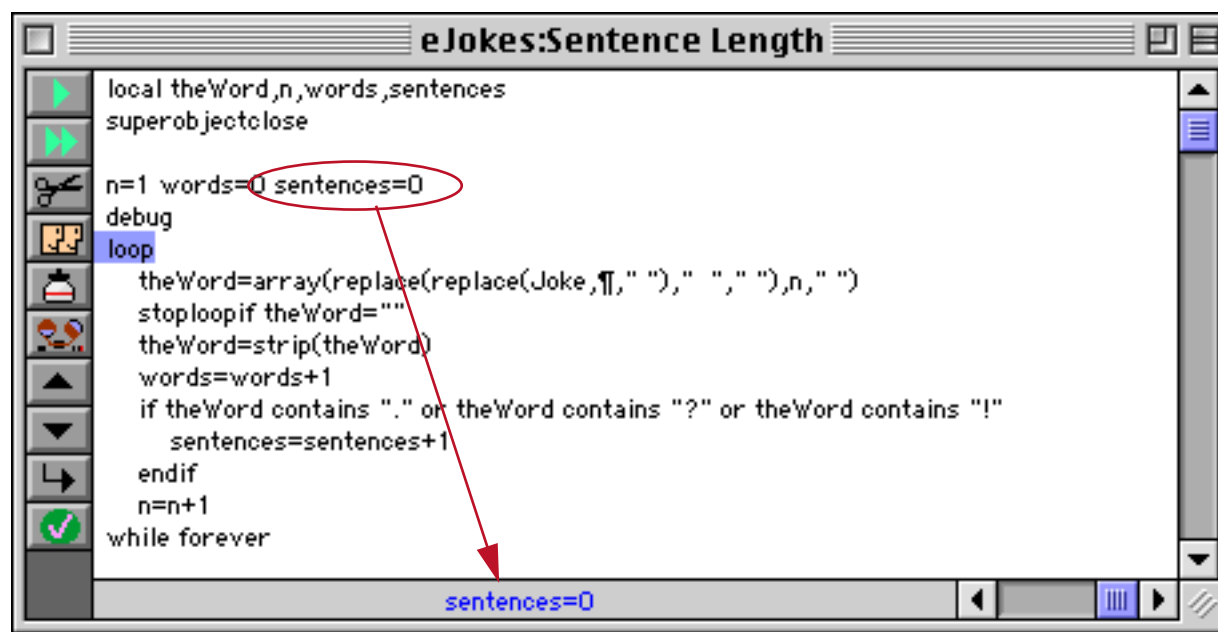 eJokes:Sentence Length
local theWord,n,words,sentences
superobjectclose
n=1 words=0 sentences=0
debug
loop
theWord=array(replace(replace(Joke,¶," "),"  "," "),n," ")
stoploopif theWord=""
theWord=strip(theWord)
words=words+1
if theWord contains "." or theWord contains "?" or theWord contains "!"
sentences=sentences+1
endif
n=n+1
while forever
sentences=0